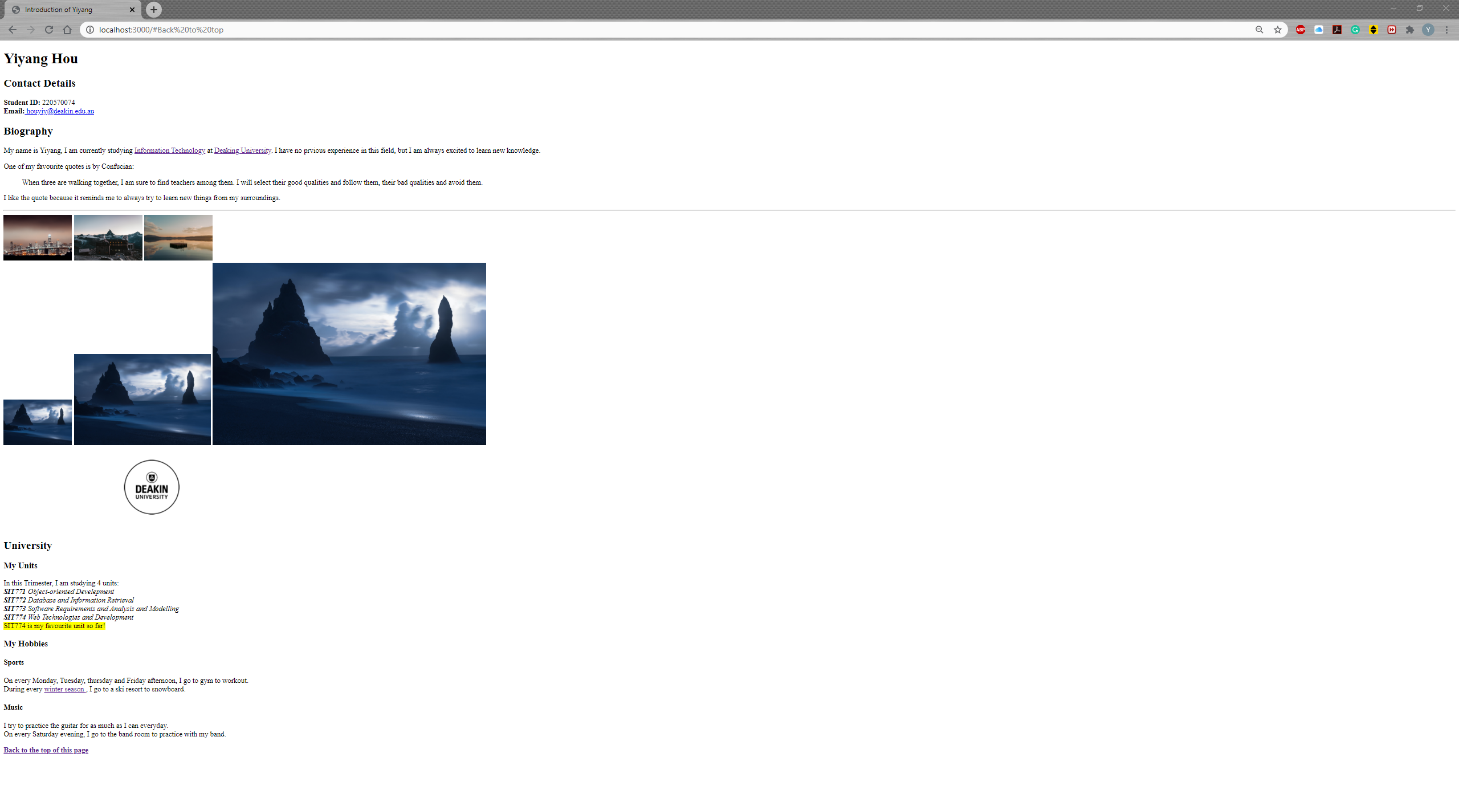 Introduction of Yiyang
localhost:3000/#Back%20to%20top
Yiyang Hou
Contact Details
Student ID: 220570074
Email: houyiy@deakin.edu.au
Biography
My name is Yiyang, I am currently studying Information Technology at Deaking University. I have no prvious experience in this field, but I am always excited to learn new knowledge.
One of my favourite quotes is by Confucian:
When three are walking together, I am sure to find teachers among them. I will select their good qualities and follow them, their bad qualities and avoid them.
I like the quote because it reminds me to always try to learn new things from my surroundings.
DEAKIN
UNIVERSITY
University
My Units
In this Trimester, I am studying 4 units:
SIT771 Object-oriented Development
SIT772 Database and Information Retrieval
SIT773 Software Requirements and Analysis and Modelling
SIT774 Web Technologies and Development
SIT774 is my favourite unit so far!
My Hobbies
Sports
On every Monday, Tuesday, thursday and Friday afternoon, I go to gym to workout.
During every winter season , I go to a ski resort to snowboard.
Music
I try to practice the guitar for as much as I can everyday.
On every Saturday evening, I go to the band room to practice with my band.
Back to the top of this page